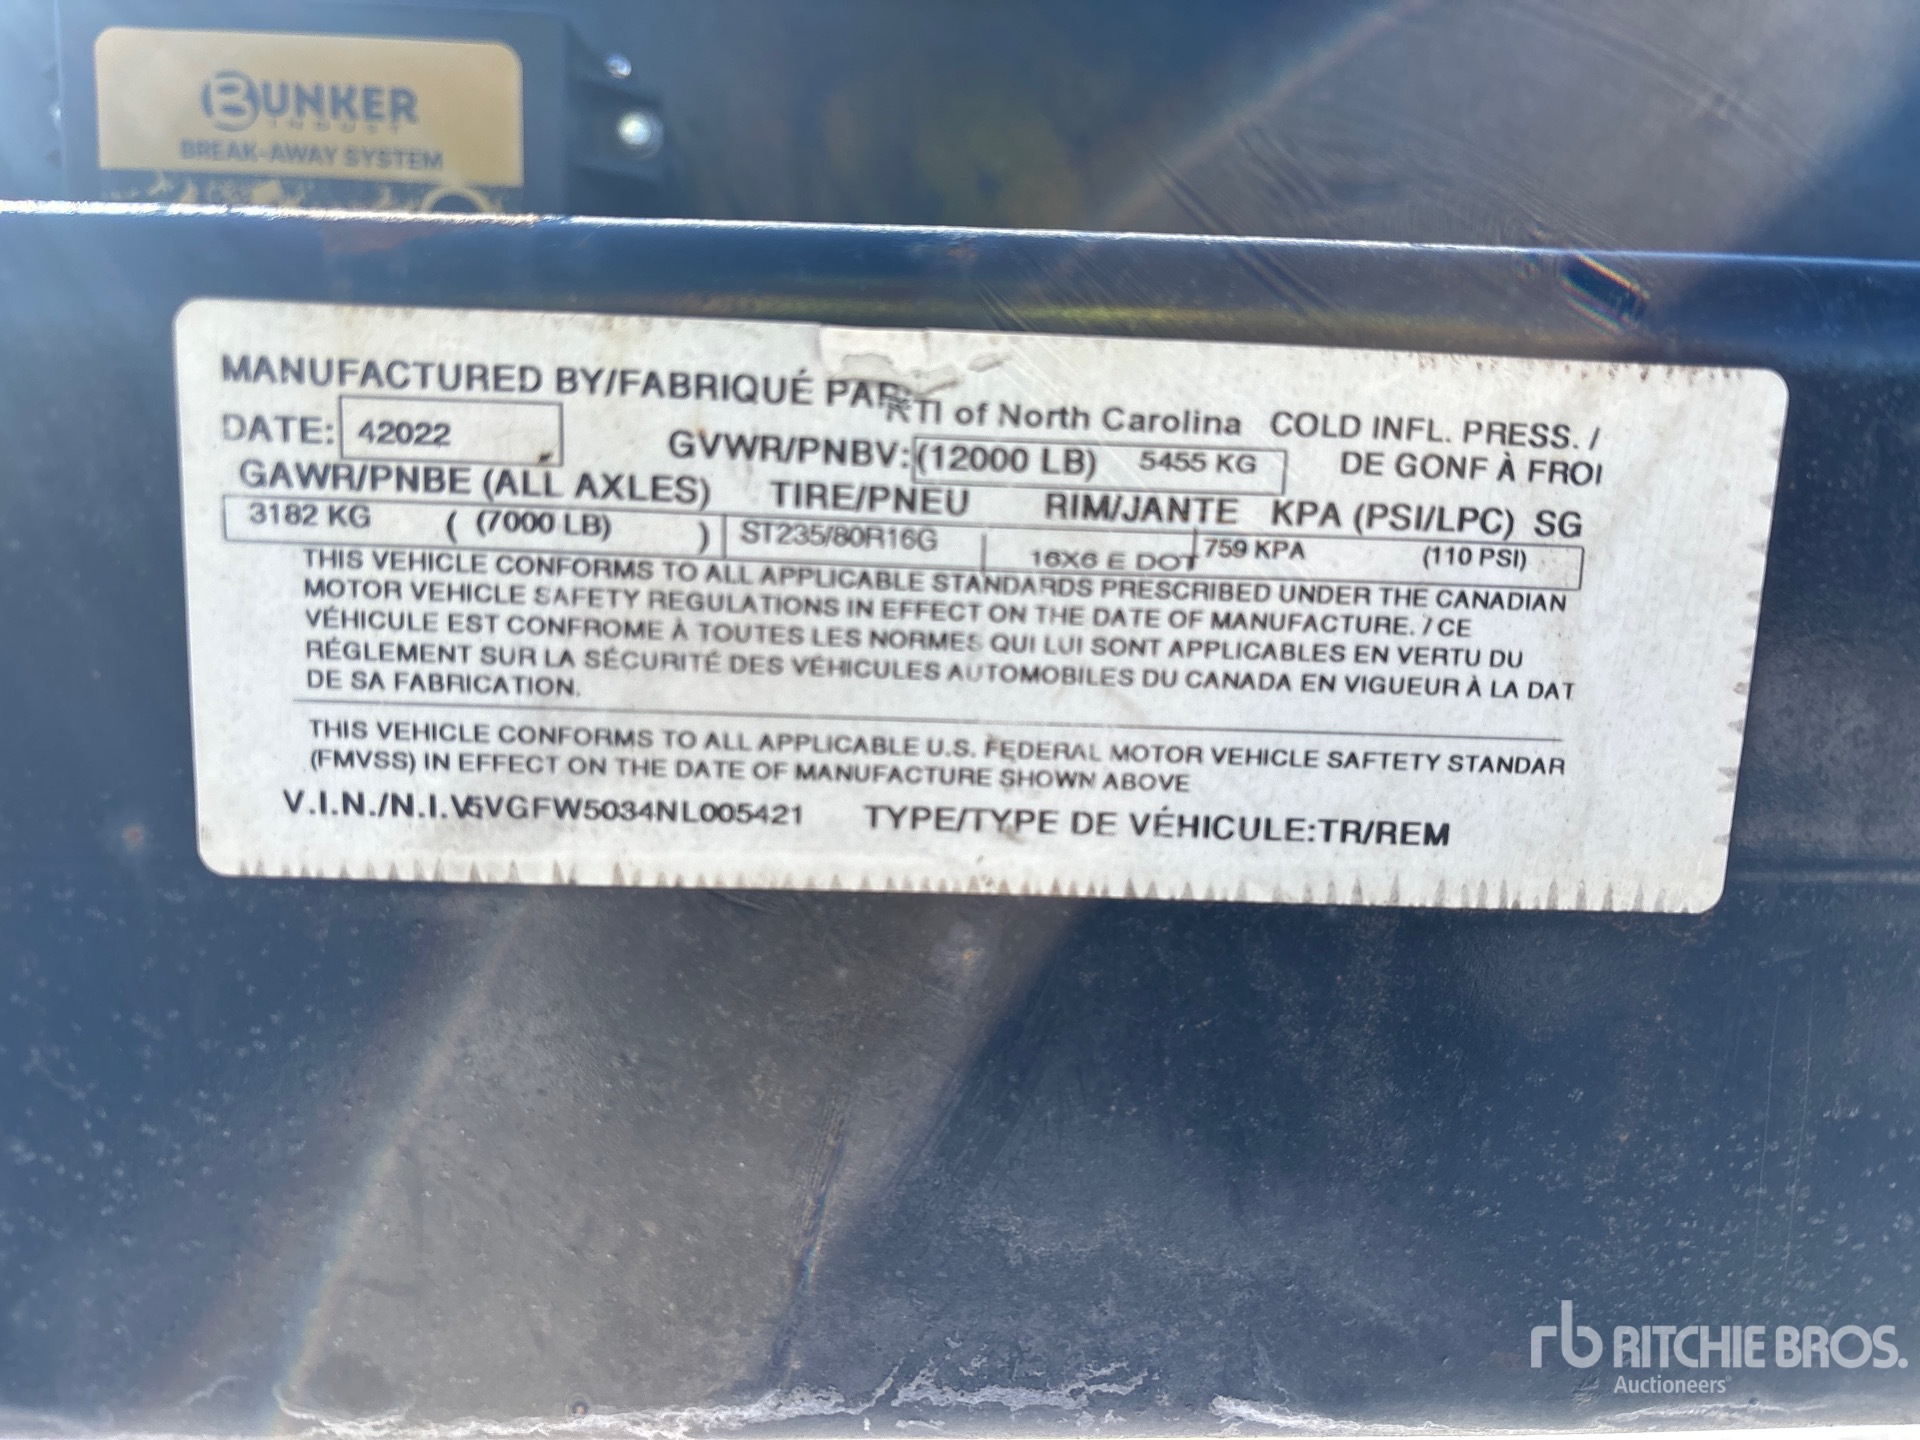 BUNKER
INDUST
BREAK-AWAY SYSTEM
MANUFACTURED BY/FABRIQUÉ PAR: RTI of North Carolina
COLD INFL. PRESS. /
DE GONF À FROI
DATE: 42022
GVWR/PNBV: (12000 LB) 5455 KG
GAWR/PNBE (ALL AXLES) TIRE/PNEU RIM/JANTE KPA (PSI/LPC) SG
3182 KG ( (7000 LB) ) ST235/80R16G 16X6 E DOT 759 KPA (110 PSI)
THIS VEHICLE CONFORMS TO ALL APPLICABLE STANDARDS PRESCRIBED UNDER THE CANADIAN
MOTOR VEHICLE SAFETY REGULATIONS IN EFFECT ON THE DATE OF MANUFACTURE. / CE
VÉHICULE EST CONFROME À TOUTES LES NORMES QUI LUI SONT APPLICABLES EN VERTU DU
RÉGLEMENT SUR LA SÉCURITÉ DES VÉHICULES AUTOMOBILES DU CANADA EN VIGUEUR À LA DAT
DE SA FABRICATION.
THIS VEHICLE CONFORMS TO ALL APPLICABLE U.S. FEDERAL MOTOR VEHICLE SAFTETY STANDAR
(FMVSS) IN EFFECT ON THE DATE OF MANUFACTURE SHOWN ABOVE
V.I.N./N.I.V 5VGFW5034NL005421 TYPE/TYPE DE VÉHICULE:TR/REM
rb RITCHIE BROS.
Auctioneers